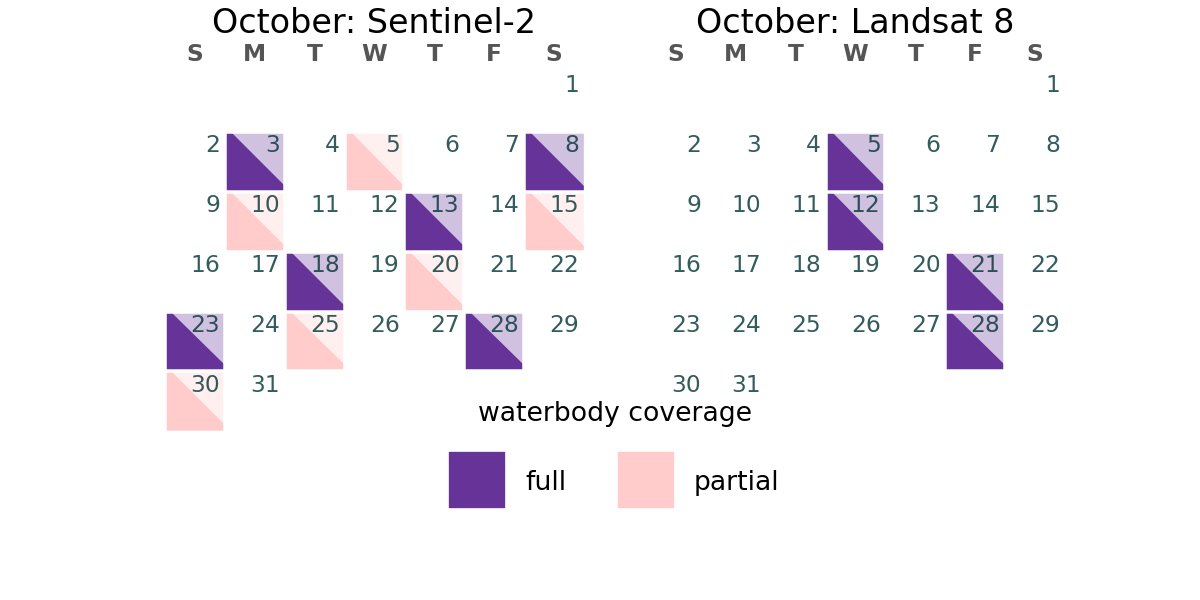 October: Sentinel-2
S M T W T F S
1
2 3 4 5 6 7 8
9 10 11 12 13 14 15
16 17 18 19 20 21 22
23 24 25 26 27 28 29
30 31
October: Landsat 8
S M T W T F S
1
2 3 4 5 6 7 8
9 10 11 12 13 14 15
16 17 18 19 20 21 22
23 24 25 26 27 28 29
30 31
waterbody coverage
full partial